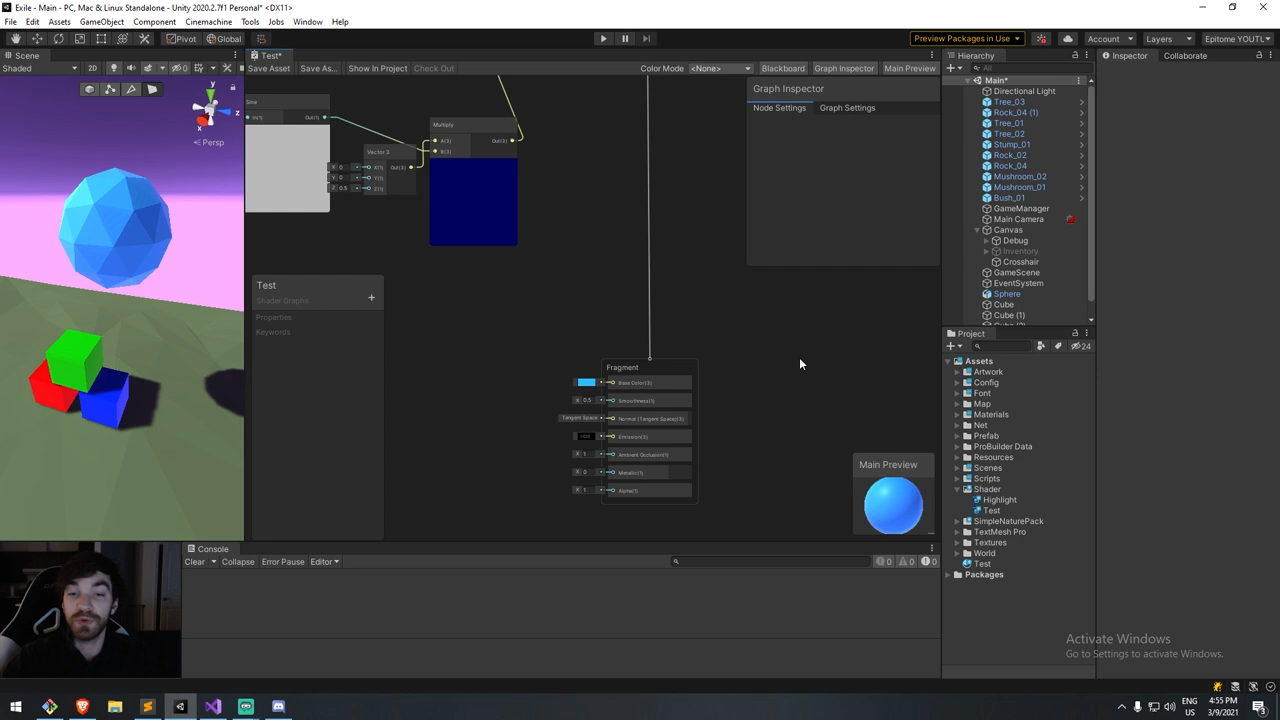 Exile - Main - PC, Mac & Linux Standalone - Unity 2020.2.7f1 Personal* <DX11>
File Edit Assets GameObject Component Cinemachine Tools Jobs Window Help
Pivot Global Preview Packages in Use Account Layers Epitome YOUTL
Scene
Shaded 2D 0
Persp
y
x
z
Test*
Save Asset Save As... Show In Project Check Out Color Mode <None> Blackboard Graph Inspector Main Preview
Sine
In(1) Out(1)
Vector 3
X 0 X(1) Out(3)
Y 0 Y(1)
Z 0.5 Z(1)
Multiply
A(3) Out(3)
B(3)
Graph Inspector
Node Settings Graph Settings
Test
Shader Graphs
Properties
Keywords
Fragment
Base Color(3)
X 0.5 Smoothness(1)
Tangent Space Normal (Tangent Space)(3)
HDR Emission(3)
X 1 Ambient Occlusion(1)
X 0 Metallic(1)
X 1 Alpha(1)
Main Preview
Hierarchy
All
Main*
Directional Light
Tree_03
Rock_04 (1)
Tree_01
Tree_02
Stump_01
Rock_02
Rock_04
Mushroom_02
Mushroom_01
Bush_01
GameManager
Main Camera
Canvas
Debug
Inventory
Crosshair
GameScene
EventSystem
Sphere
Cube
Cube (1)
Project
24
Assets
Artwork
Config
Font
Map
Materials
Net
Prefab
ProBuilder Data
Resources
Scenes
Scripts
Shader
Highlight
Test
SimpleNaturePack
TextMesh Pro
Textures
World
Test
Packages
Inspector Collaborate
Console
Clear Collapse Error Pause Editor 0 0 0
Activate Windows
Go to Settings to activate Windows.
ENG
US
4:55 PM
3/9/2021
3